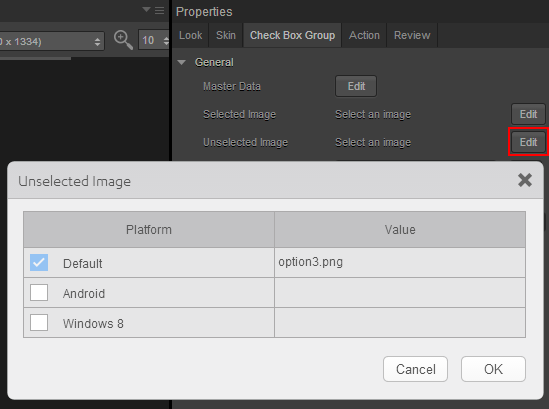 Properties
0 x 1334)
10
Look Skin Check Box Group Action Review
General
Master Data Edit
Selected Image Select an image Edit
Unselected Image Select an image Edit
Unselected Image
Platform Value
Default option3.png
Android
Windows 8
Cancel OK